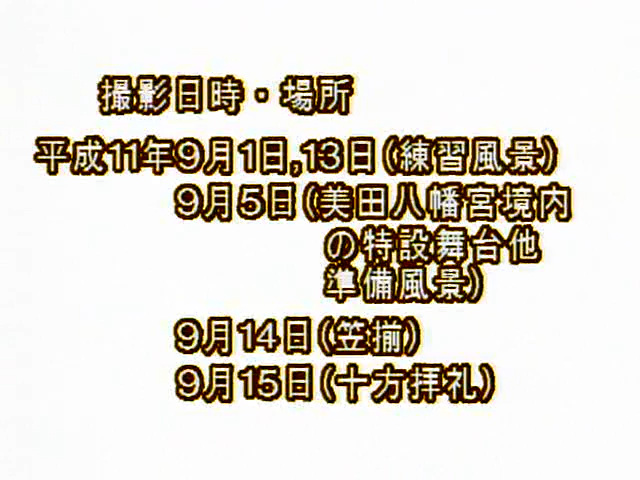 撮影日時・場所
平成11年9月1日,13日(練習風景)
9月5日(美田八幡宮境内
の特設舞台他
準備風景)
9月14日(笠揃)
9月15日(十方拝礼)